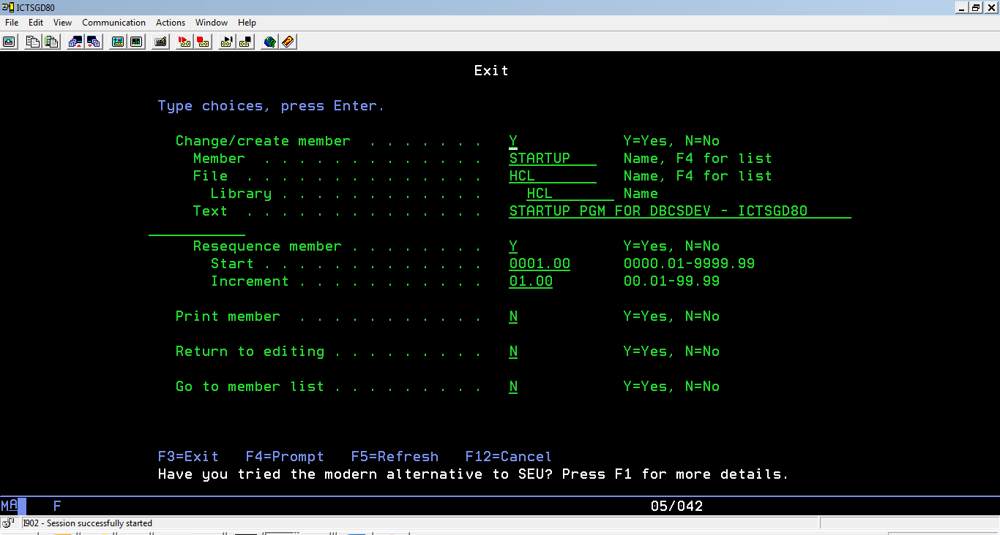 ICTSGD80
File Edit View Communication Actions Window Help
Exit
Type choices, press Enter.
Change/create member . . . . . . . Y Y=Yes, N=No
Member . . . . . . . . . . . . . STARTUP Name, F4 for list
File . . . . . . . . . . . . . . HCL Name, F4 for list
Library . . . . . . . . . . . . HCL Name
Text . . . . . . . . . . . . . . STARTUP PGM FOR DBCSDEV - ICTSGD80
Resequence member . . . . . . . . Y Y=Yes, N=No
Start . . . . . . . . . . . . . 0001.00 0000.01-9999.99
Increment . . . . . . . . . . . 01.00 00.01-99.99
Print member . . . . . . . . . . . N Y=Yes, N=No
Return to editing . . . . . . . . . N Y=Yes, N=No
Go to member list . . . . . . . . . N Y=Yes, N=No
F3=Exit F4=Prompt F5=Refresh F12=Cancel
Have you tried the modern alternative to SEU? Press F1 for more details.
MA F 05/042
I902 - Session successfully started